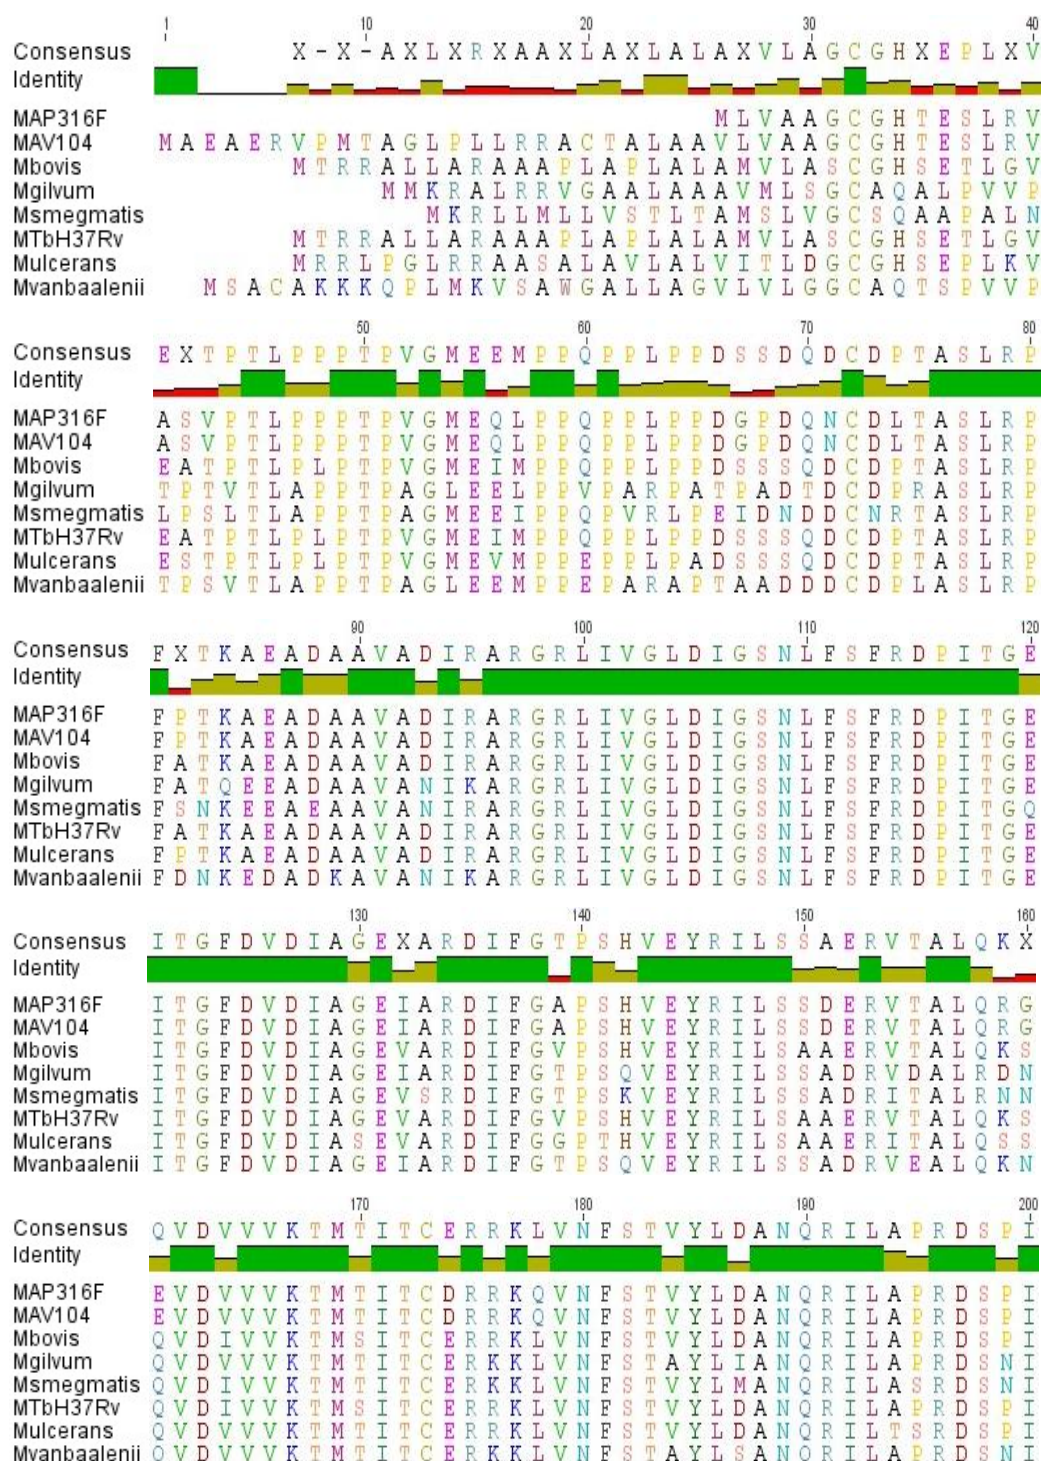 1 10 20 30 40
Consensus X - X - A X L X R X A A X L A X L A L A X V L A G C G H X E P L X V
Identity
MAP316F M L V A A G C G H T E S L R V
MAV104 M A E A E R V P M T A G L P L L R R A C T A L A A V L V A A G C G H T E S L R V
Mbovis M T R R A L L A R A A A P L A P L A L A M V L A S C G H S E T L G V
Mgilvum M M K R A L R R V G A A L A A A V M L S G C A Q A L P V V P
Msmegmatis M K R L L M L L V S T L T A M S L V G C S Q A A P A L N
MTbH37Rv M T R R A L L A R A A A P L A P L A L A M V L A S C G H S E T L G V
Mulcerans M R R L P G L R R A A S A L A V L A L V I T L D G C G H S E P L K V
Mvanbaalenii M S A C A K K K Q P L M K V S A W G A L L A G V L V L G G C A Q T S P V V P
50 60 70 80
Consensus E X T P T L P P P T P V G M E E M P P Q P P L P P D S S D Q D C D P T A S L R P
Identity
MAP316F A S V P T L P P P T P V G M E Q L P P Q P P L P P D G P D Q N C D L T A S L R P
MAV104 A S V P T L P P P T P V G M E Q L P P Q P P L P P D G P D Q N C D L T A S L R P
Mbovis E A T P T L P L P T P V G M E I M P P Q P P L P P D S S S Q D C D P T A S L R P
Mgilvum T P T V T L A P P T P A G L E E L P P V P A R P A T P A D T D C D P R A S L R P
Msmegmatis L P S L T L A P P T P A G M E E I P P Q P V R L P E I D N D D C N R T A S L R P
MTbH37Rv E A T P T L P L P T P V G M E I M P P Q P P L P P D S S S Q D C D P T A S L R P
Mulcerans E S T P T L P L P T P V G M E V M P P E P P L P A D S S S Q D C D P T A S L R P
Mvanbaalenii T P S V T L A P P T P A G L E E M P P E P A R A P T A A D D D C D P L A S L R P
90 100 110 120
Consensus F X T K A E A D A A V A D I R A R G R L I V G L D I G S N L F S F R D P I T G E
Identity
MAP316F F P T K A E A D A A V A D I R A R G R L I V G L D I G S N L F S F R D P I T G E
MAV104 F P T K A E A D A A V A D I R A R G R L I V G L D I G S N L F S F R D P I T G E
Mbovis F A T K A E A D A A V A D I R A R G R L I V G L D I G S N L F S F R D P I T G E
Mgilvum F A T Q E E A D A A V A N I K A R G R L I V G L D I G S N L F S F R D P I T G E
Msmegmatis F S N K E E A E A A V A N I R A R G R L I V G L D I G S N L F S F R D P I T G Q
MTbH37Rv F A T K A E A D A A V A D I R A R G R L I V G L D I G S N L F S F R D P I T G E
Mulcerans F P T K A E A D A A V A D I R A R G R L I V G L D I G S N L F S F R D P I T G E
Mvanbaalenii F D N K E D A D K A V A N I K A R G R L I V G L D I G S N L F S F R D P I T G E
130 140 150 160
Consensus I T G F D V D I A G E X A R D I F G T P S H V E Y R I L S S A E R V T A L Q K X
Identity
MAP316F I T G F D V D I A G E I A R D I F G A P S H V E Y R I L S S D E R V T A L Q R G
MAV104 I T G F D V D I A G E I A R D I F G A P S H V E Y R I L S S D E R V T A L Q R G
Mbovis I T G F D V D I A G E V A R D I F G V P S H V E Y R I L S A A E R V T A L Q K S
Mgilvum I T G F D V D I A G E I A R D I F G T P S Q V E Y R I L S S A D R V D A L R D N
Msmegmatis I T G F D V D I A G E V S R D I F G T P S K V E Y R I L S S A D R I T A L R N N
MTbH37Rv I T G F D V D I A G E V A R D I F G V P S H V E Y R I L S A A E R V T A L Q K S
Mulcerans I T G F D V D I A S E V A R D I F G G P T H V E Y R I L S A A E R I T A L Q S S
Mvanbaalenii I T G F D V D I A G E I A R D I F G T P S Q V E Y R I L S S A D R V E A L Q K N
170 180 190 200
Consensus Q V D V V V K T M T I T C E R R K L V N F S T V Y L D A N Q R I L A P R D S P I
Identity
MAP316F E V D V V V K T M T I T C D R R K Q V N F S T V Y L D A N Q R I L A P R D S P I
MAV104 E V D V V V K T M T I T C D R R K Q V N F S T V Y L D A N Q R I L A P R D S P I
Mbovis Q V D I V V K T M S I T C E R R K L V N F S T V Y L D A N Q R I L A P R D S P I
Mgilvum Q V D V V V K T M T I T C E R K K L V N F S T A Y L I A N Q R I L A P R D S N I
Msmegmatis Q V D I V V K T M T I T C E R K K L V N F S T V Y L M A N Q R I L A S R D S N I
MTbH37Rv Q V D I V V K T M S I T C E R R K L V N F S T V Y L D A N Q R I L A P R D S P I
Mulcerans Q V D V V V K T M T I T C E R R K L V N F S T V Y L D A N Q R I L T S R D S P I
Mvanbaalenii Q V D V V V K T M T I T C E R K K L V N F S T A Y L S A N Q R I L A P R D S N I